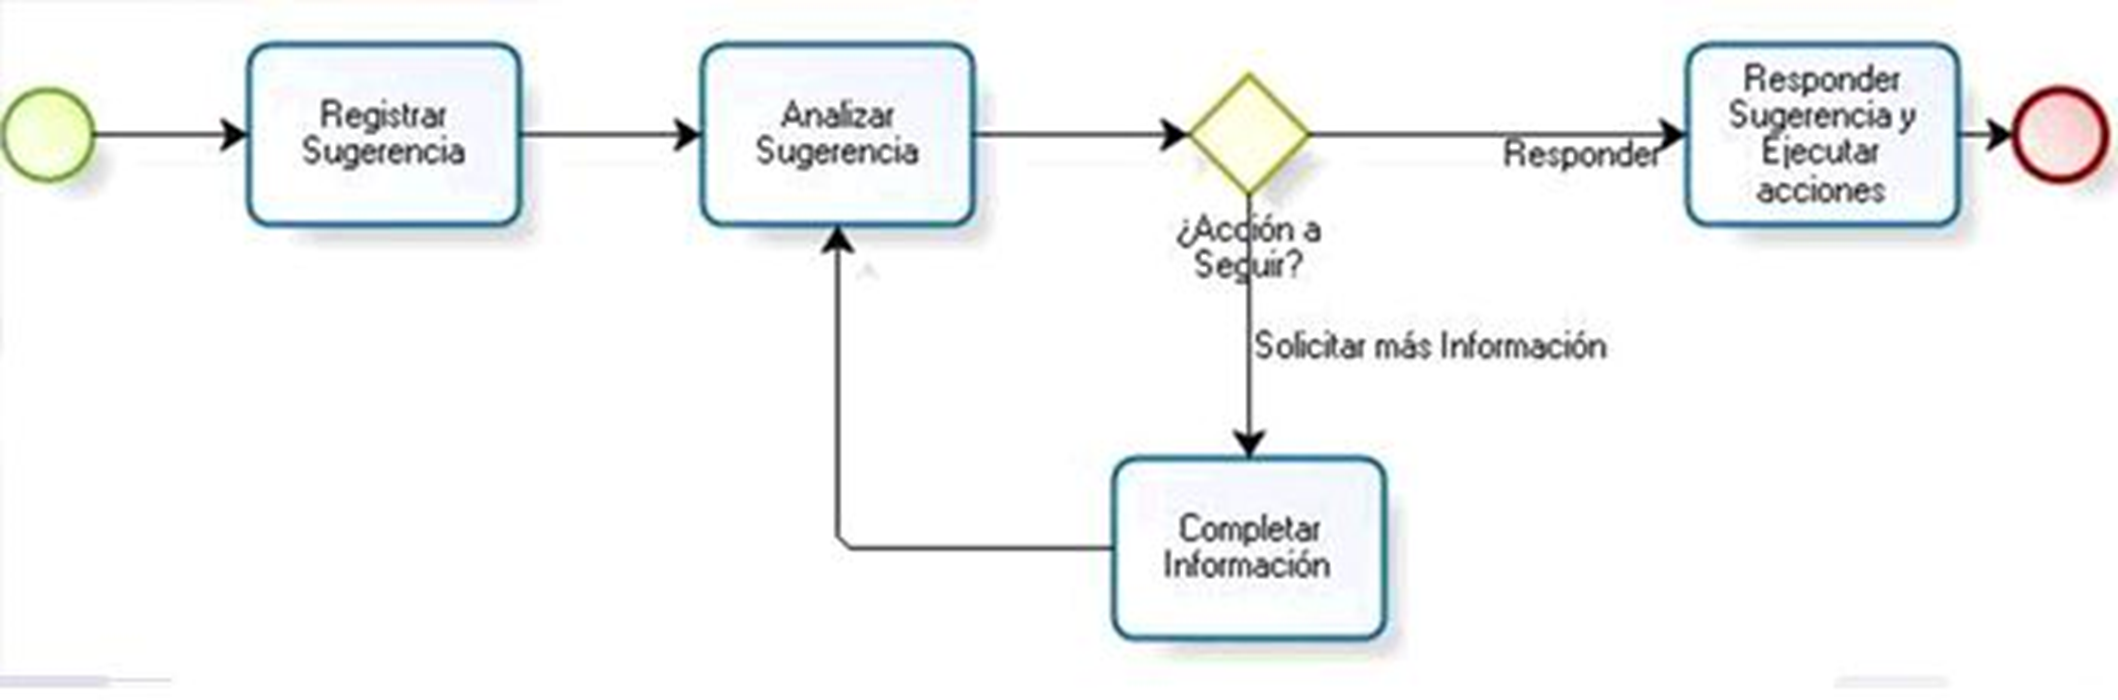 Registrar
Sugerencia
Analizar
Sugerencia
¿Acción a
Seguir?
Responder
Responder
Sugerencia y
Ejecutar
acciones
Solicitar más Información
Completar
Información